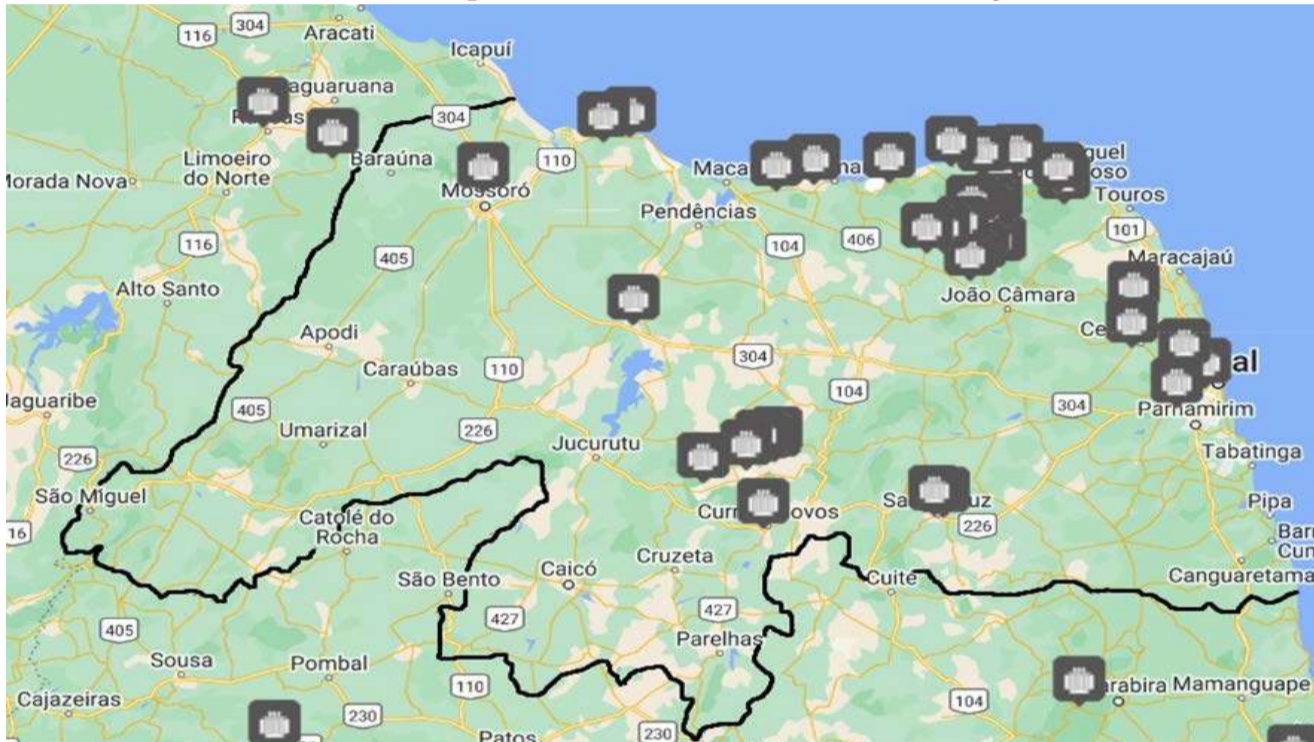 304
116
Aracati
Icapuí
aguaruana
304
Limoeiro
do Norte
Baraúna
110
Maca
guel
oso
Morada Nova
Mossoró
Touros
Pendências
101
116
405
104
406
Maracajaú
Alto Santo
João Câmara
Ce
Apodi
304
al
Caraúbas
110
104
Jaguaribe
405
304
Parnamirim
Umarizal
226
Jucurutu
Tabatinga
226
São Miguel
Sa
uz
Pipa
16
Catolé do
Rocha
Curr
ovos
226
Barr
Cun
Cruzeta
São Bento
Caicó
Cuité
Canguaretama
427
427
405
Parelhas
Sousa
Pombal
110
104
arabira
Mamanguape
Cajazeiras
230
Patos
230